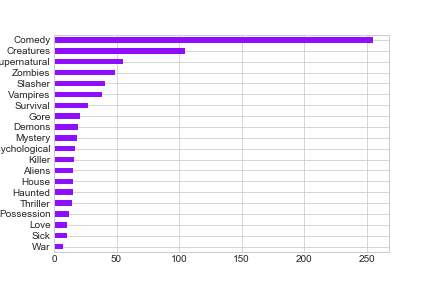 Comedy
Creatures
upernatural
Zombies
Slasher
Vampires
Survival
Gore
Demons
Mystery
ychological
Killer
Aliens
House
Haunted
Thriller
Possession
Love
Sick
War
0 50 100 150 200 250